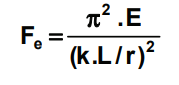 Fₑ = π² .E / (k.L / r)²